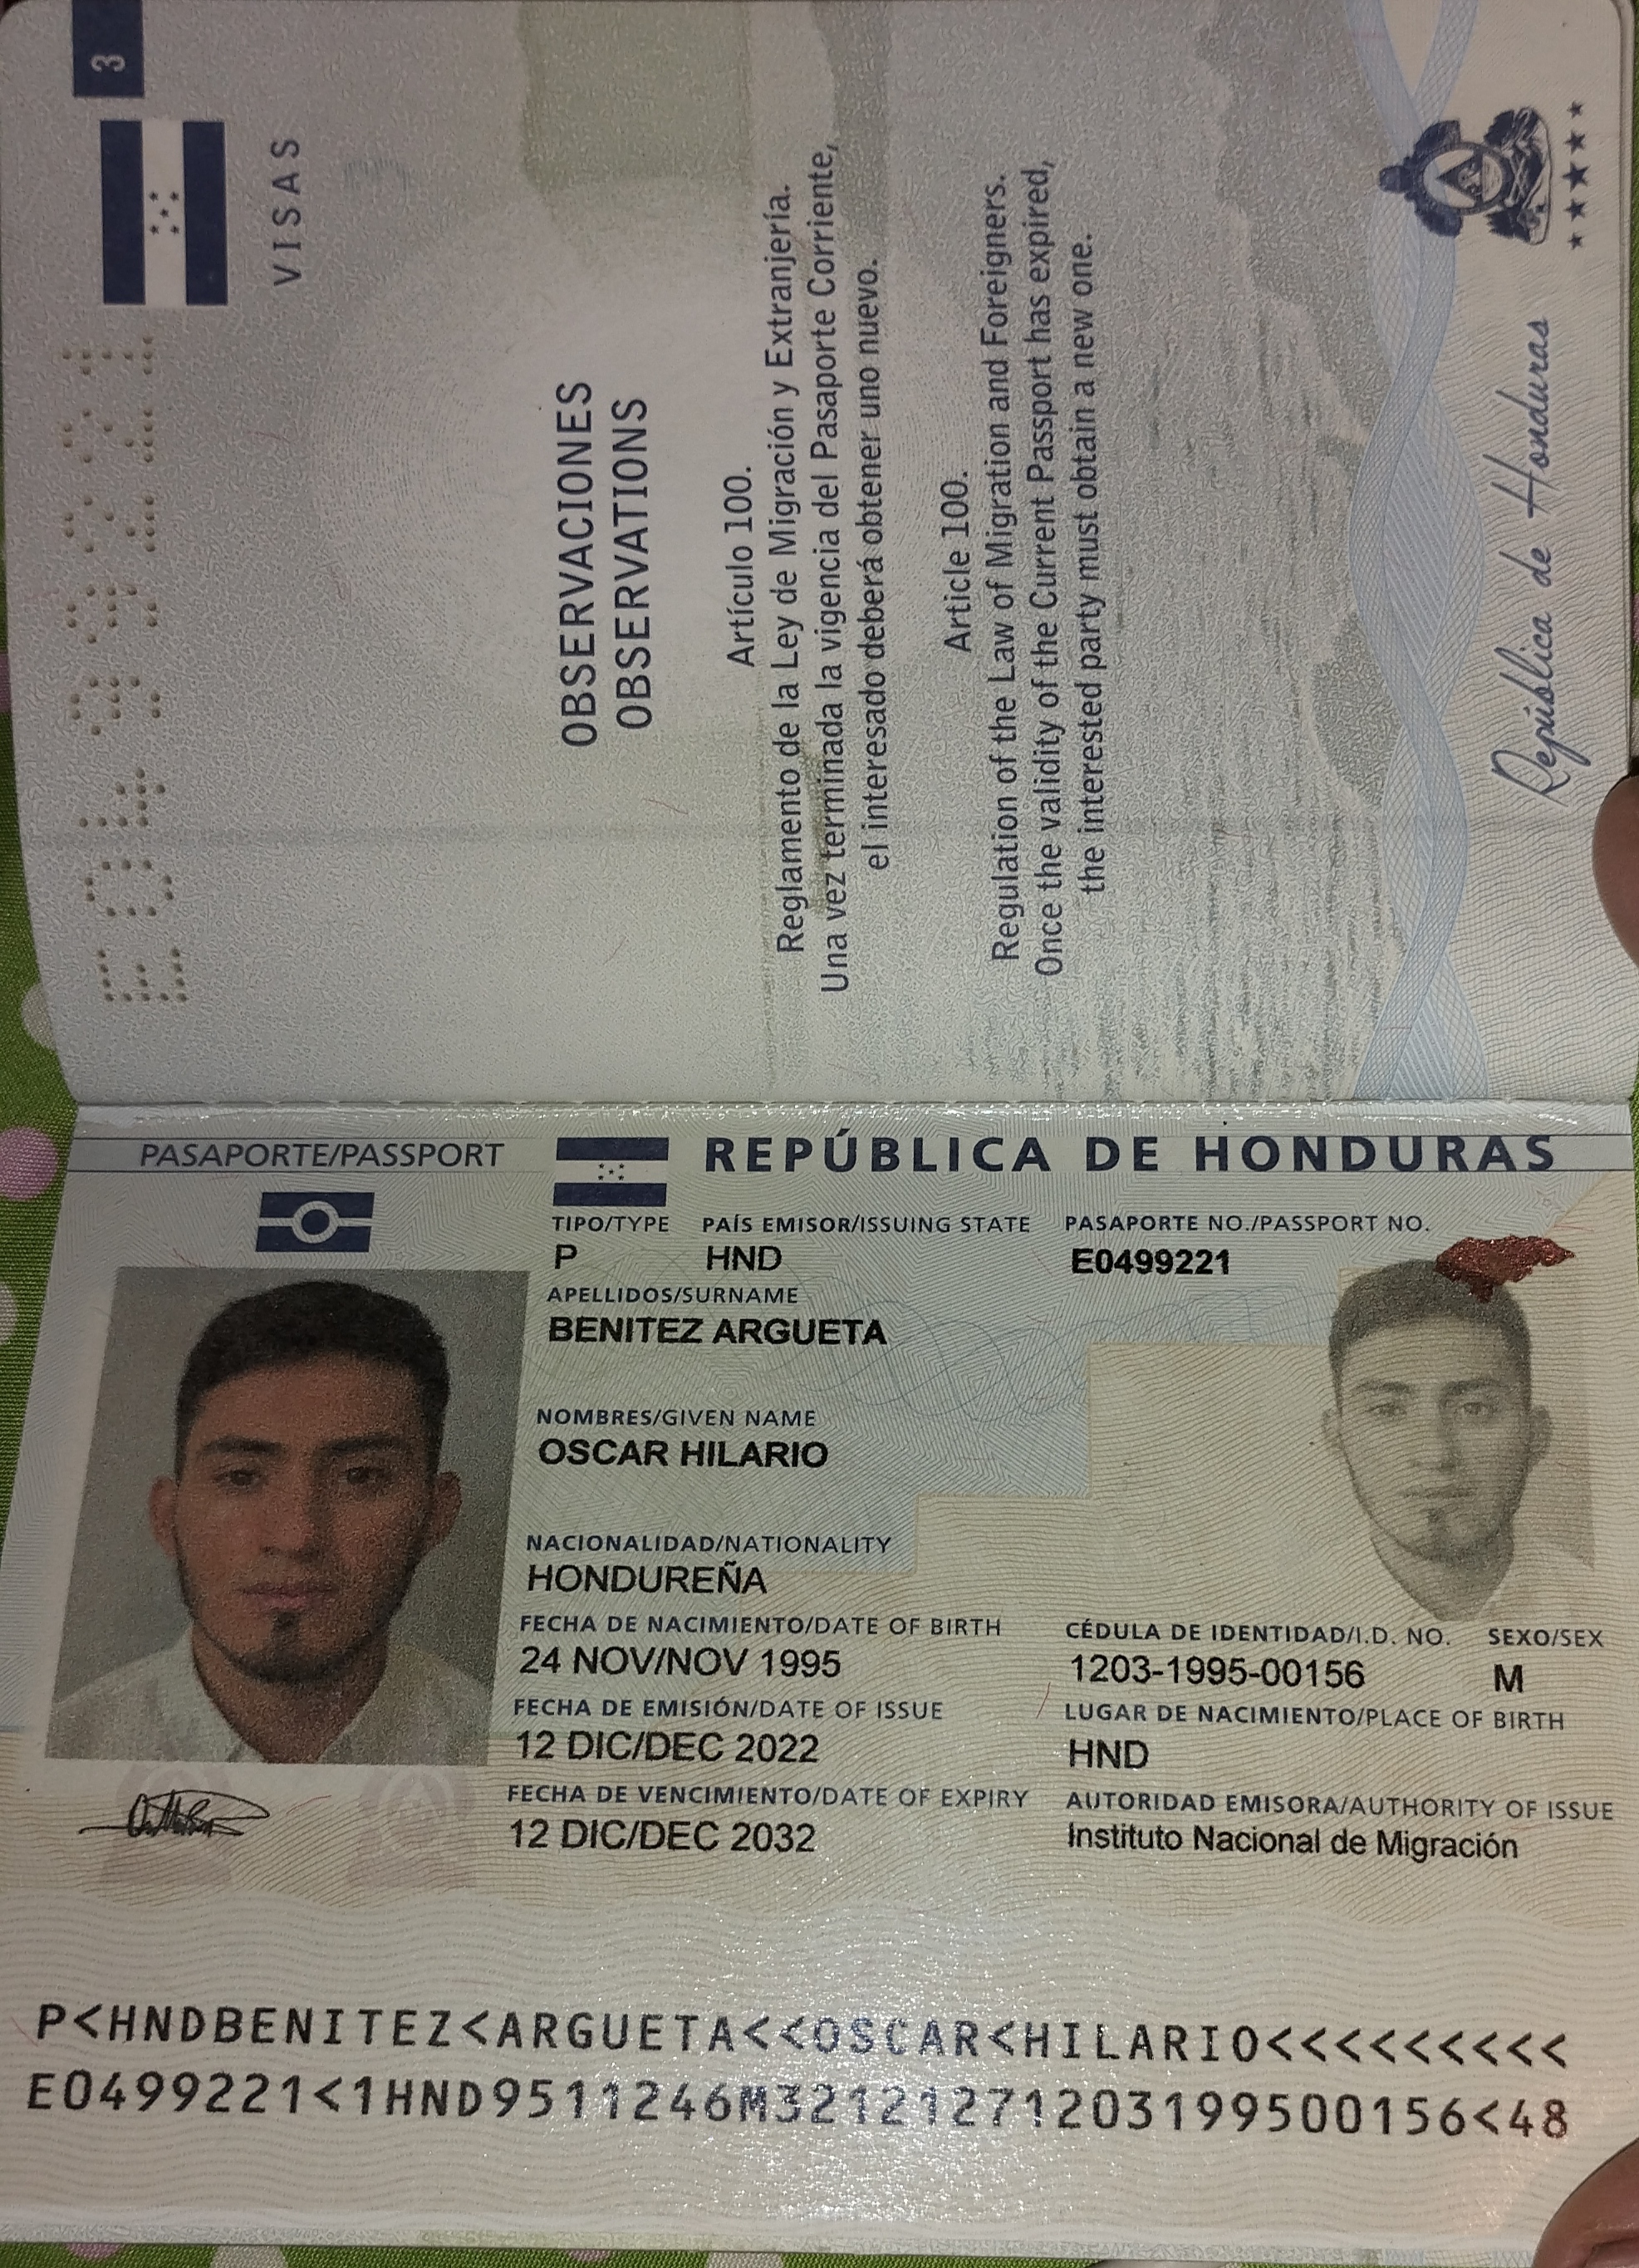 3
VISAS
E0499221
OBSERVACIONES
OBSERVATIONS
Artículo 100.
Reglamento de la Ley de Migración y Extranjería.
Una vez terminada la vigencia del Pasaporte Corriente,
el interesado deberá obtener uno nuevo.
Article 100.
Regulation of the Law of Migration and Foreigners.
Once the validity of the Current Passport has expired,
the interested party must obtain a new one.
República de Honduras
PASAPORTE/PASSPORT
REPÚBLICA DE HONDURAS
TIPO/TYPE PAÍS EMISOR/ISSUING STATE PASAPORTE NO./PASSPORT NO.
P HND E0499221
APELLIDOS/SURNAME
BENITEZ ARGUETA
NOMBRES/GIVEN NAME
OSCAR HILARIO
NACIONALIDAD/NATIONALITY
HONDUREÑA
FECHA DE NACIMIENTO/DATE OF BIRTH CÉDULA DE IDENTIDAD/I.D. NO. SEXO/SEX
24 NOV/NOV 1995 1203-1995-00156 M
FECHA DE EMISIÓN/DATE OF ISSUE LUGAR DE NACIMIENTO/PLACE OF BIRTH
12 DIC/DEC 2022 HND
FECHA DE VENCIMIENTO/DATE OF EXPIRY AUTORIDAD EMISORA/AUTHORITY OF ISSUE
12 DIC/DEC 2032 Instituto Nacional de Migración
P<HNDBENITEZ<ARGUETA<<OSCAR<HILARIO<<<<<<<<<
E0499221<1HND9511246M32121271203199500156<48